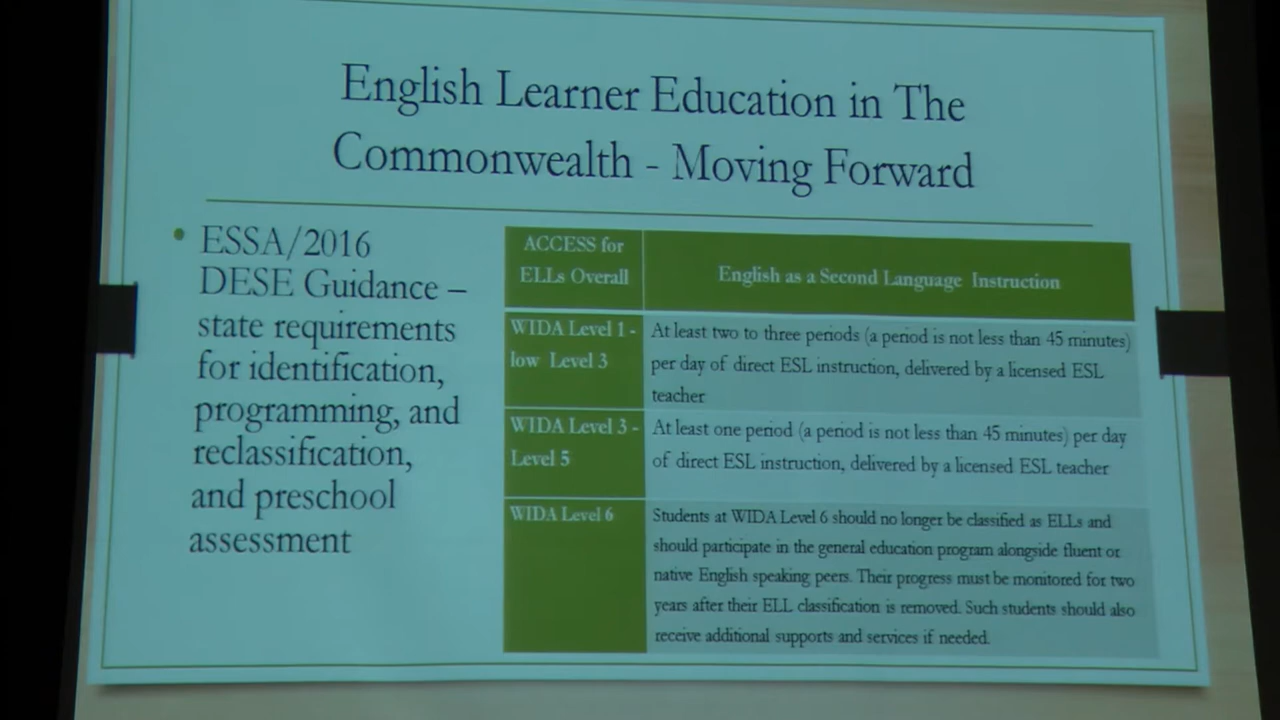 English Learner Education in The
Commonwealth - Moving Forward
• ESSA/2016
DESE Guidance –
state requirements
for identification,
programming, and
reclassification,
and preschool
assessment
ACCESS for
ELLs Overall
English as a Second Language Instruction
WIDA Level 1 -
low Level 3
At least two to three periods (a period is not less than 45 minutes)
per day of direct ESL instruction, delivered by a licensed ESL
teacher
WIDA Level 3 -
Level 5
At least one period (a period is not less than 45 minutes) per day
of direct ESL instruction, delivered by a licensed ESL teacher
WIDA Level 6
Students at WIDA Level 6 should no longer be classified as ELLs and
should participate in the general education program alongside fluent or
native English speaking peers. Their progress must be monitored for two
years after their ELL classification is removed. Such students should also
receive additional supports and services if needed.